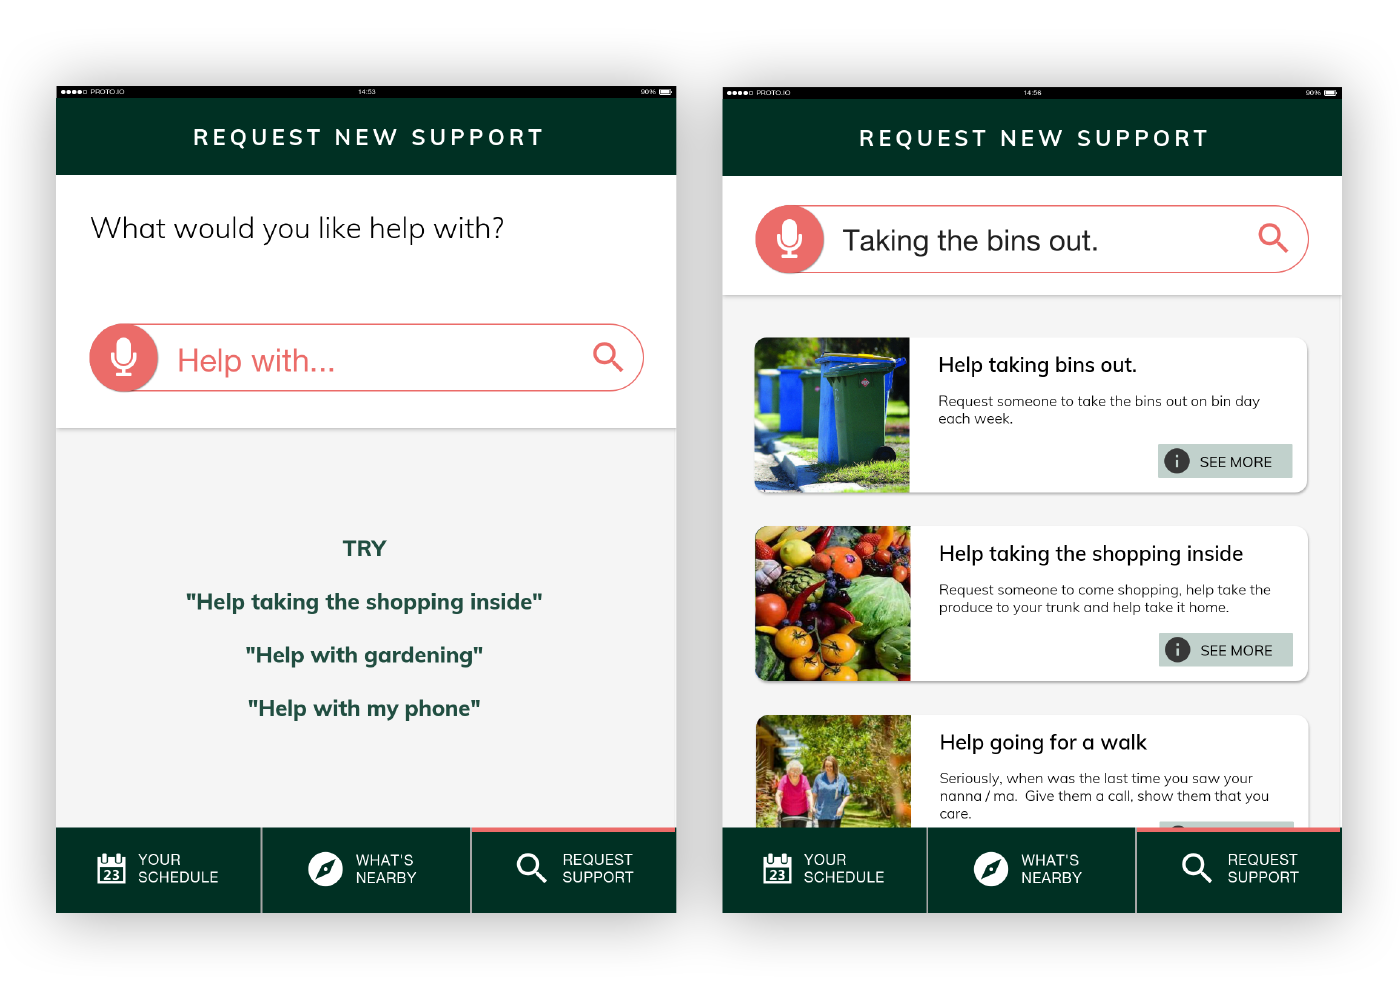 PROTO.IO 14:53 90%
REQUEST NEW SUPPORT
What would you like help with?
Help with...
TRY
"Help taking the shopping inside"
"Help with gardening"
"Help with my phone"
23 YOUR SCHEDULE
WHAT'S NEARBY
REQUEST SUPPORT
PROTO.IO 14:56 90%
REQUEST NEW SUPPORT
Taking the bins out.
Help taking bins out.
Request someone to take the bins out on bin day
each week.
SEE MORE
Help taking the shopping inside
Request someone to come shopping, help take the
produce to your trunk and help take it home.
SEE MORE
Help going for a walk
Seriously, when was the last time you saw your
nanna / ma. Give them a call, show them that you
care.
23 YOUR SCHEDULE
WHAT'S NEARBY
REQUEST SUPPORT